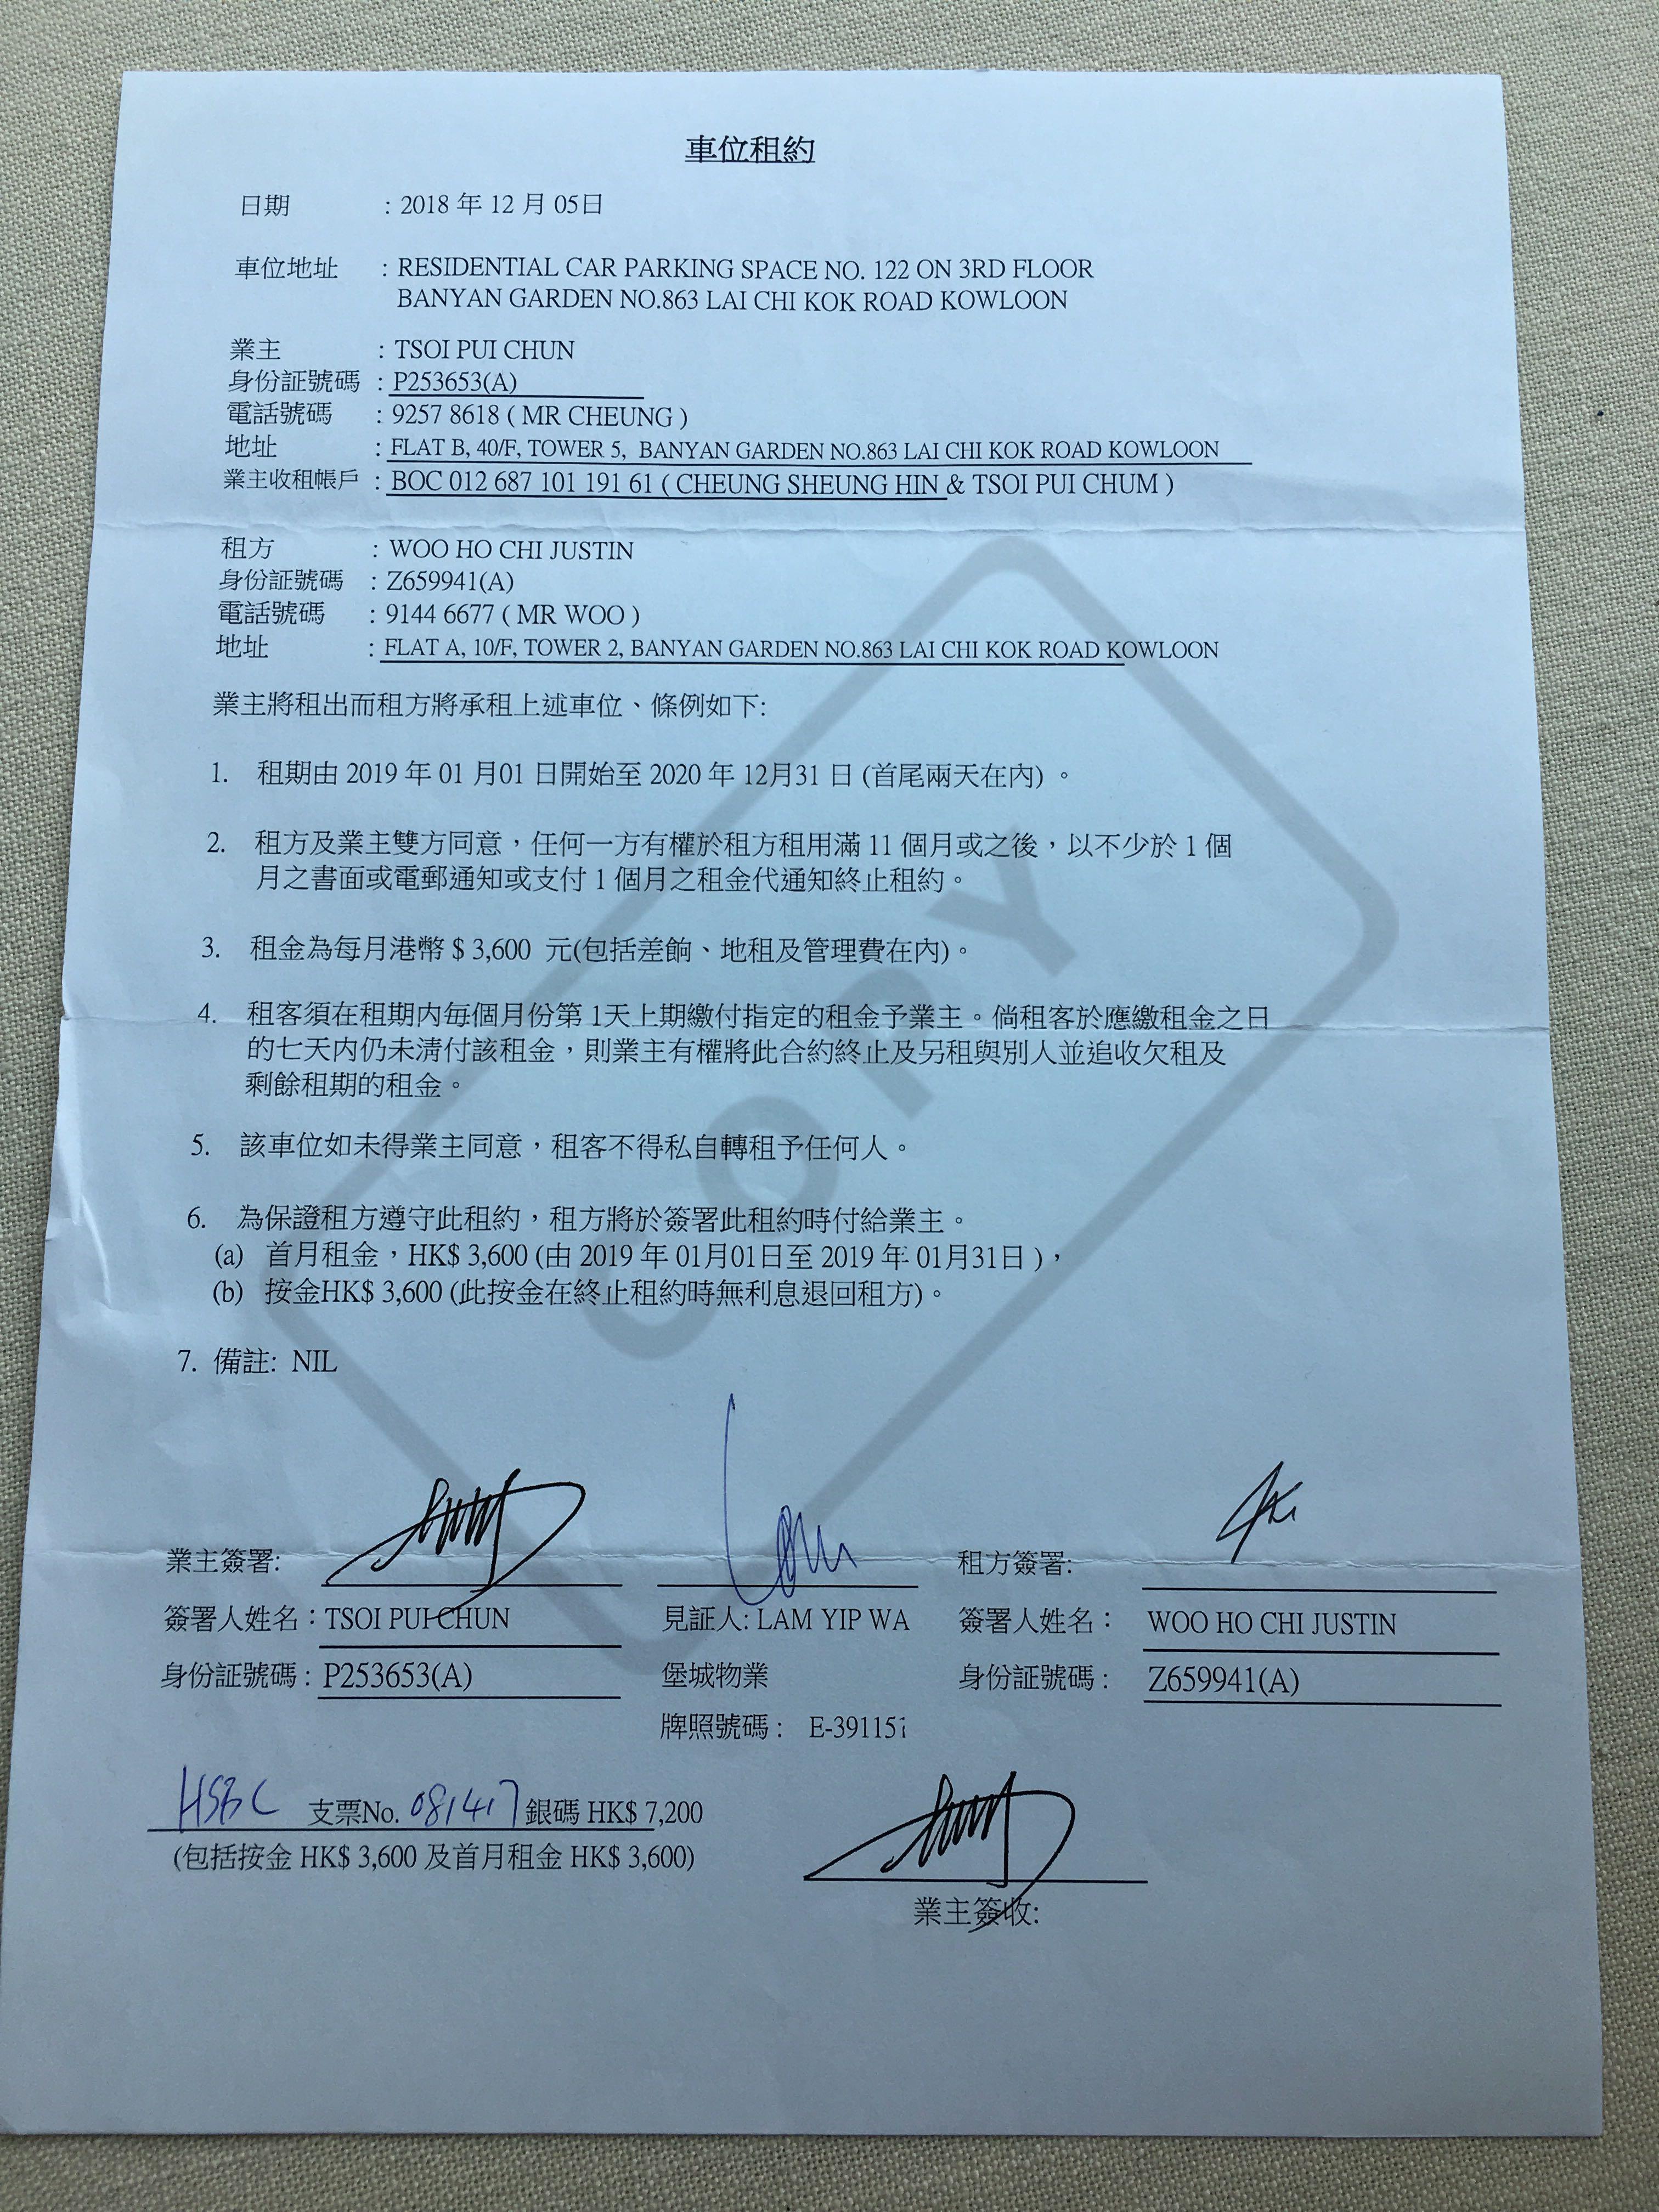 車位租約
日期 : 2018 年 12 月 05日
車位地址 : RESIDENTIAL CAR PARKING SPACE NO. 122 ON 3RD FLOOR
BANYAN GARDEN NO.863 LAI CHI KOK ROAD KOWLOON
業主 : TSOI PUI CHUN
身份証號碼 : P253653(A)
電話號碼 : 9257 8618 ( MR CHEUNG )
地址 : FLAT B, 40/F, TOWER 5, BANYAN GARDEN NO.863 LAI CHI KOK ROAD KOWLOON
業主收租帳戶 : BOC 012 687 101 191 61 ( CHEUNG SHEUNG HIN & TSOI PUI CHUM )
租方 : WOO HO CHI JUSTIN
身份証號碼 : Z659941(A)
電話號碼 : 9144 6677 ( MR WOO )
地址 : FLAT A, 10/F, TOWER 2, BANYAN GARDEN NO.863 LAI CHI KOK ROAD KOWLOON
業主將租出而租方將承租上述車位、條例如下:
1. 租期由 2019 年 01 月01 日開始至 2020 年 12月31 日 (首尾兩天在內) 。
2. 租方及業主雙方同意，任何一方有權於租方租用滿 11 個月或之後，以不少於 1 個
月之書面或電郵通知或支付 1 個月之租金代通知終止租約。
3. 租金為每月港幣 $ 3,600 元(包括差餉、地租及管理費在內)。
4. 租客須在租期內每個月份第 1天上期繳付指定的租金予業主。倘租客於應繳租金之日
的七天內仍未清付該租金，則業主有權將此合約終止及另租與別人並追收欠租及
剩餘租期的租金。
5. 該車位如未得業主同意，租客不得私自轉租予任何人。
6. 為保證租方遵守此租約，租方將於簽署此租約時付給業主。
(a) 首月租金，HK$ 3,600 (由 2019 年 01月01日至 2019 年 01月31日 )，
(b) 按金HK$ 3,600 (此按金在終止租約時無利息退回租方)。
7. 備註: NIL
COPY
業主簽署: Lam 租方簽署:
簽署人姓名：TSOI PUI CHUN 見証人: LAM YIP WA 簽署人姓名： WOO HO CHI JUSTIN
身份証號碼 : P253653(A) 堡城物業 身份証號碼 : Z659941(A)
牌照號碼 : E-391151
HSBC 支票No. 081417 銀碼 HK$ 7,200
(包括按金 HK$ 3,600 及首月租金 HK$ 3,600)
業主簽收: